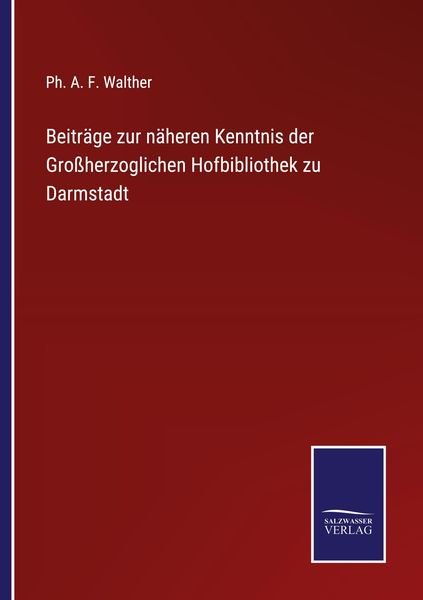 Ph. A. F. Walther
Beiträge zur näheren Kenntnis der
Großherzoglichen Hofbibliothek zu
Darmstadt
SALZWASSER
VERLAG